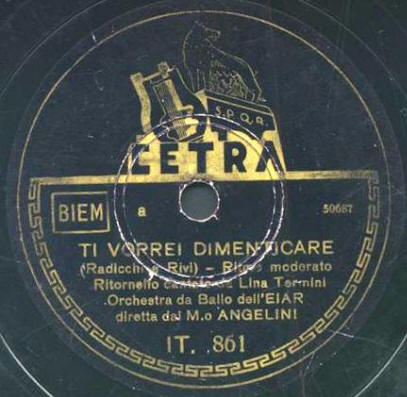 S.P.Q.R.
CETRA
BIEM a 50687
TI VORREI DIMENTICARE
(Radicchi e Rivi) - Ritmo moderato
Ritornello cantato da Lina Termini
Orchestra da Ballo dell'EIAR
diretta dal M.o ANGELINI
IT. 861